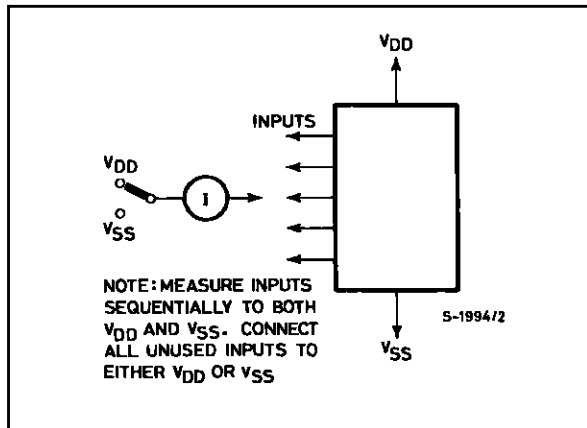 VDD
INPUTS
VDD
I
VSS
NOTE: MEASURE INPUTS
SEQUENTIALLY TO BOTH
VDD AND VSS. CONNECT
ALL UNUSED INPUTS TO
EITHER VDD OR VSS
S-1994/2
VSS